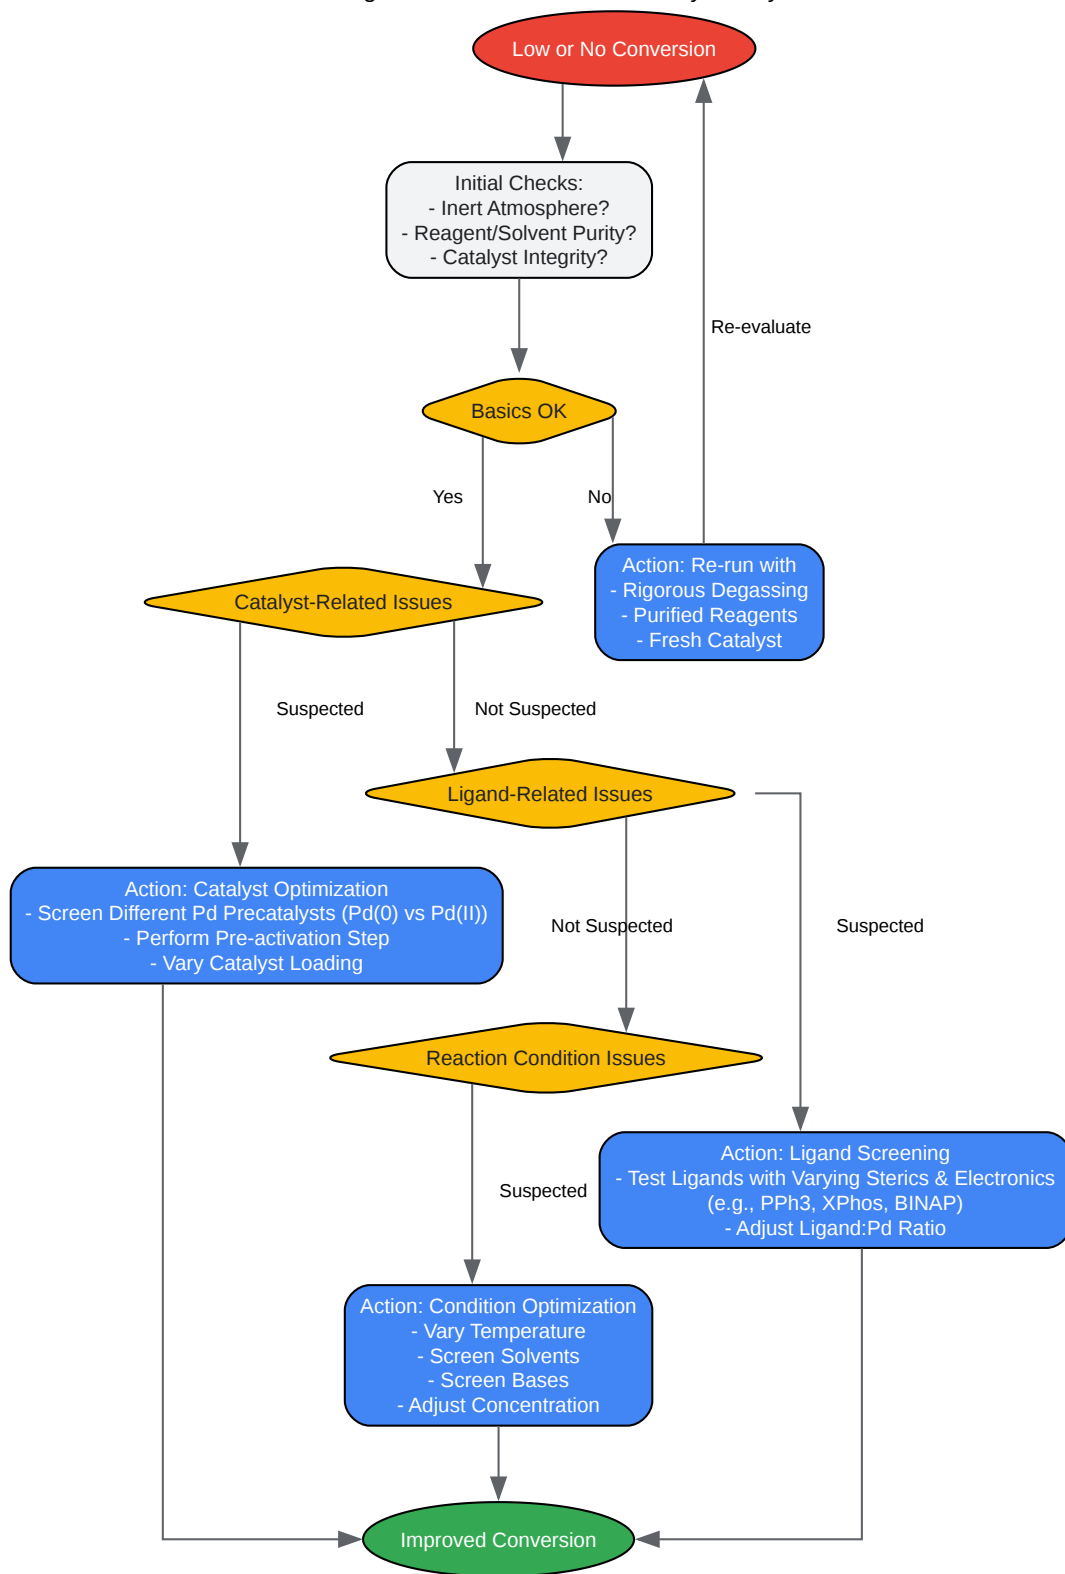 Low or No Conversion
Initial Checks:
- Inert Atmosphere?
- Reagent/Solvent Purity?
- Catalyst Integrity?
Re-evaluate
Basics OK
Yes
No
Action: Re-run with
- Rigorous Degassing
- Purified Reagents
- Fresh Catalyst
Catalyst-Related Issues
Suspected
Not Suspected
Ligand-Related Issues
Action: Catalyst Optimization
- Screen Different Pd Precatalysts (Pd(0) vs Pd(II))
- Perform Pre-activation Step
- Vary Catalyst Loading
Not Suspected
Suspected
Reaction Condition Issues
Action: Ligand Screening
- Test Ligands with Varying Sterics & Electronics
(e.g., PPh3, XPhos, BINAP)
- Adjust Ligand:Pd Ratio
Suspected
Action: Condition Optimization
- Vary Temperature
- Screen Solvents
- Screen Bases
- Adjust Concentration
Improved Conversion